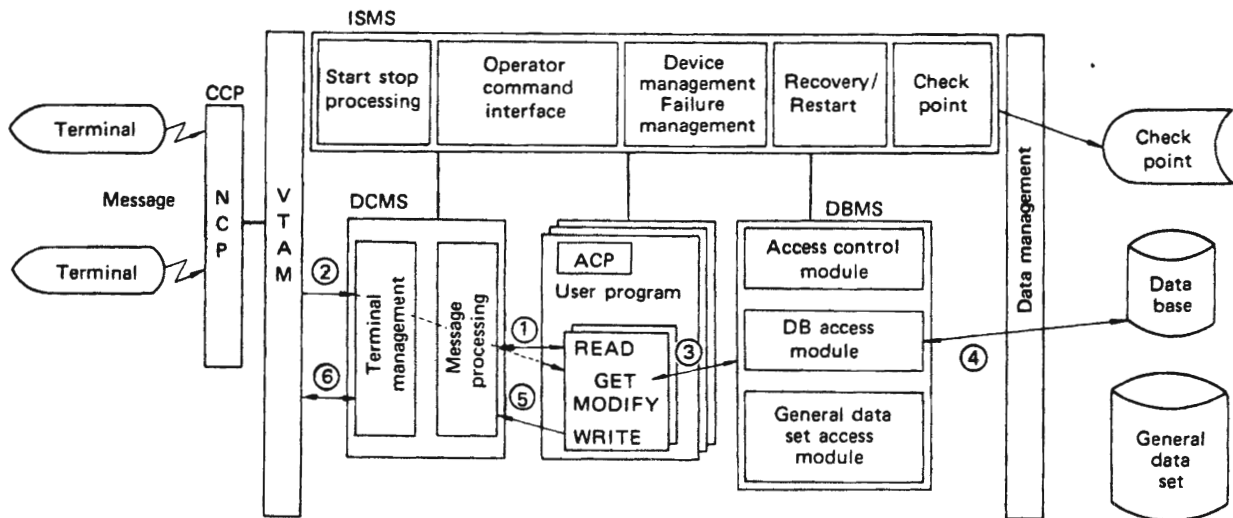 ISMS
Start stop
processing
Operator
command
interface
Device
management
Failure
management
Recovery/
Restart
Check
point
CCP
Terminal
Message
Terminal
N
C
P
V
T
A
M
Check
point
DCMS
Terminal
management
Message
processing
②
⑥
①
⑤
③
④
ACP
User program
READ
GET
MODIFY
WRITE
DBMS
Access control
module
DB access
module
General data
set access
module
Data management
Data
base
General
data
set